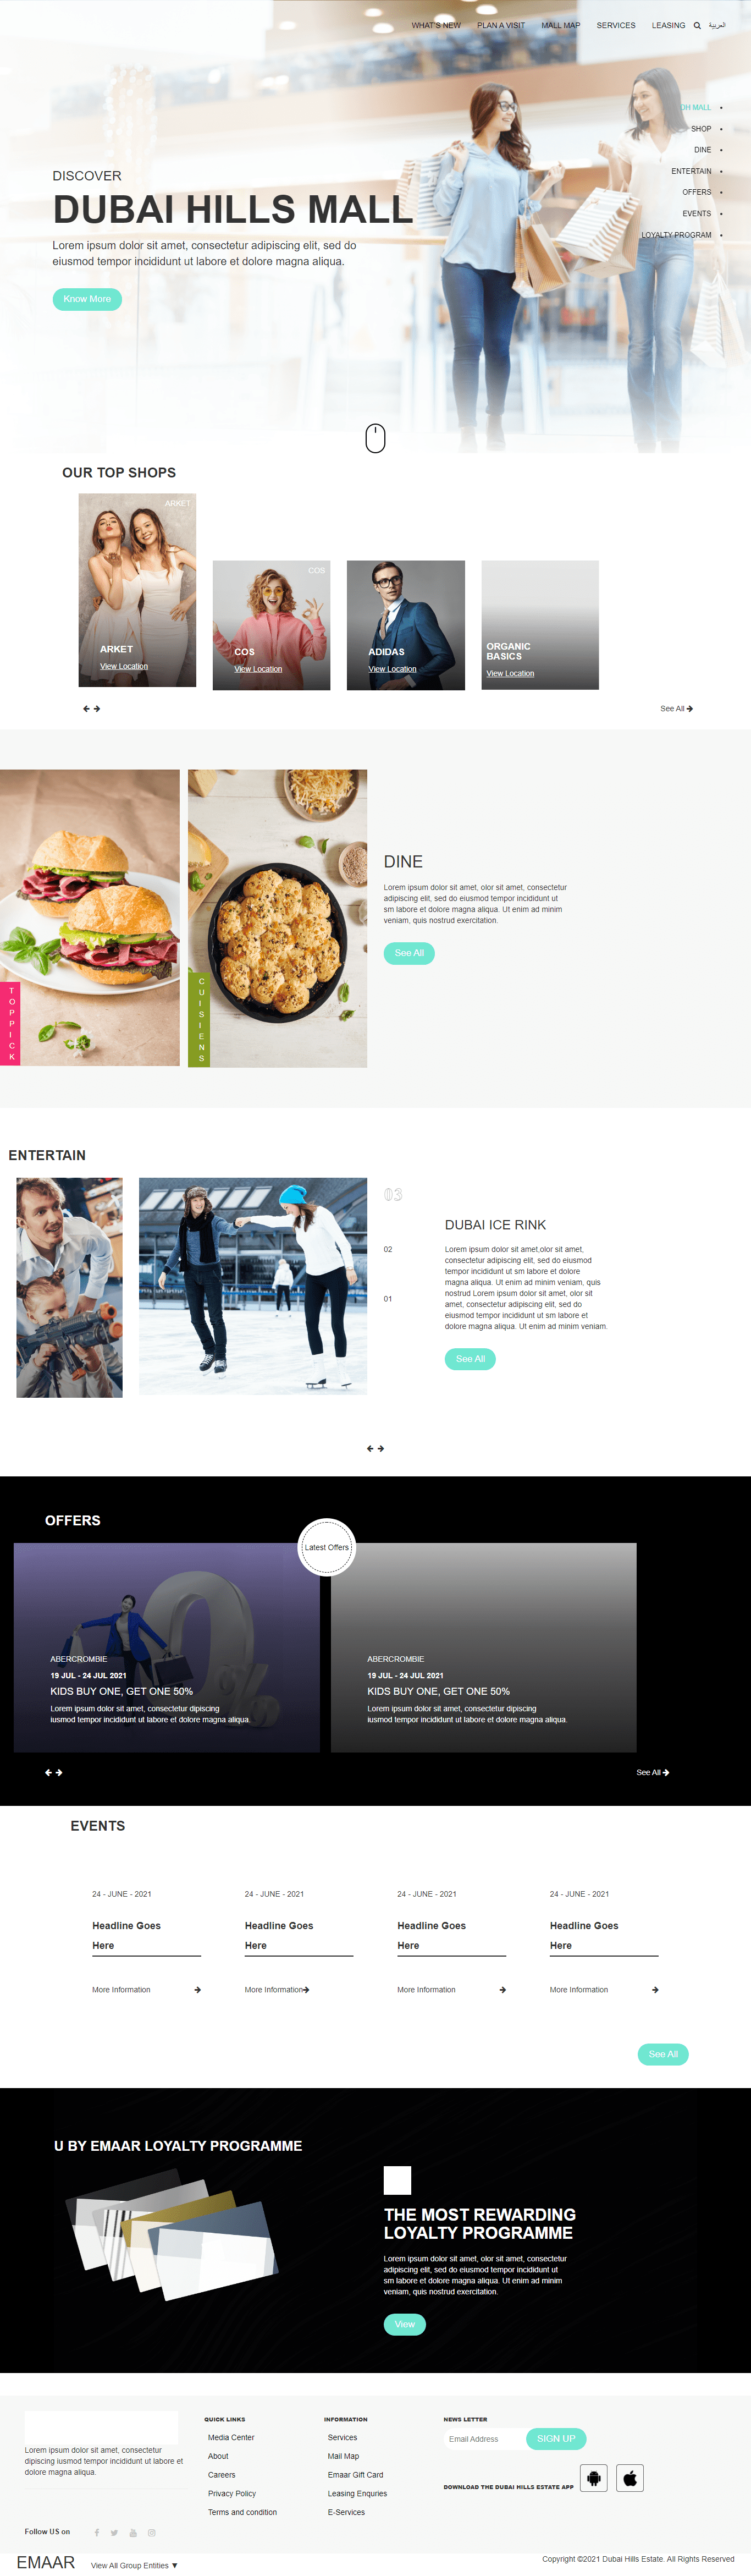 WHAT'S NEW PLAN A VISIT MALL MAP SERVICES LEASING العربية
DH MALL
SHOP
DINE
ENTERTAIN
OFFERS
EVENTS
LOYALTY PROGRAM
DISCOVER
DUBAI HILLS MALL
Lorem ipsum dolor sit amet, consectetur adipiscing elit, sed do
eiusmod tempor incididunt ut labore et dolore magna aliqua.
Know More
OUR TOP SHOPS
ARKET
ARKET
View Location
COS
COS
View Location
ADIDAS
View Location
ORGANIC
BASICS
View Location
See All
TOPPICK
CUISIENS
DINE
Lorem ipsum dolor sit amet, olor sit amet, consectetur
adipiscing elit, sed do eiusmod tempor incididunt ut
sm labore et dolore magna aliqua. Ut enim ad minim
veniam, quis nostrud exercitation.
See All
ENTERTAIN
03
02
01
DUBAI ICE RINK
Lorem ipsum dolor sit amet,olor sit amet,
consectetur adipiscing elit, sed do eiusmod
tempor incididunt ut sm labore et dolore
magna aliqua. Ut enim ad minim veniam, quis
nostrud Lorem ipsum dolor sit amet, olor sit
amet, consectetur adipiscing elit, sed do
eiusmod tempor incididunt ut sm labore et
dolore magna aliqua. Ut enim ad minim veniam.
See All
OFFERS
Latest Offers
ABERCROMBIE
19 JUL - 24 JUL 2021
KIDS BUY ONE, GET ONE 50%
Lorem ipsum dolor sit amet, consectetur dipiscing
iusmod tempor incididunt ut labore et dolore magna aliqua.
ABERCROMBIE
19 JUL - 24 JUL 2021
KIDS BUY ONE, GET ONE 50%
Lorem ipsum dolor sit amet, consectetur dipiscing
iusmod tempor incididunt ut labore et dolore magna aliqua.
See All
EVENTS
24 - JUNE - 2021
Headline Goes
Here
More Information
24 - JUNE - 2021
Headline Goes
Here
More Information
24 - JUNE - 2021
Headline Goes
Here
More Information
24 - JUNE - 2021
Headline Goes
Here
More Information
See All
U BY EMAAR LOYALTY PROGRAMME
THE MOST REWARDING
LOYALTY PROGRAMME
Lorem ipsum dolor sit amet, olor sit amet, consectetur
adipiscing elit, sed do eiusmod tempor incididunt ut
sm labore et dolore magna aliqua. Ut enim ad minim
veniam, quis nostrud exercitation.
View
Lorem ipsum dolor sit amet, consectetur
dipiscing iusmod tempor incididunt ut labore et
dolore magna aliqua.
Follow US on
QUICK LINKS
Media Center
About
Careers
Privacy Policy
Terms and condition
INFORMATION
Services
Mail Map
Emaar Gift Card
Leasing Enquries
E-Services
NEWS LETTER
Email Address
SIGN UP
DOWNLOAD THE DUBAI HILLS ESTATE APP
EMAAR View All Group Entities ▼
Copyright ©2021 Dubai Hills Estate. All Rights Reserved